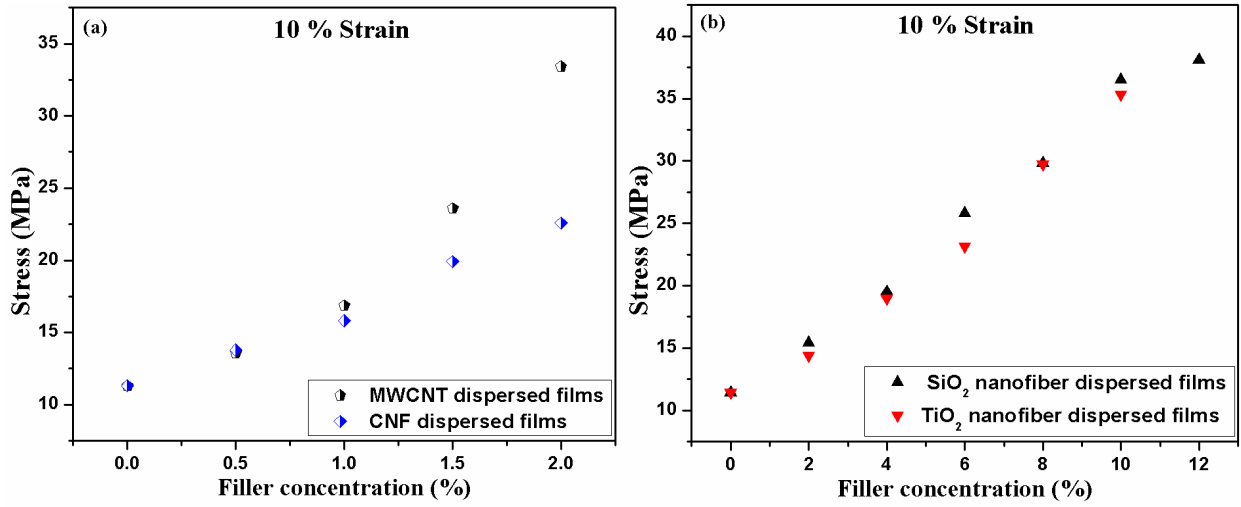 (a)
10 % Strain
Stress (MPa)
35
30
25
20
15
10
MWCNT dispersed films
CNF dispersed films
0.0 0.5 1.0 1.5 2.0
Filler concentration (%)
(b)
10 % Strain
Stress (MPa)
40
35
30
25
20
15
10
SiO₂ nanofiber dispersed films
TiO₂ nanofiber dispersed films
0 2 4 6 8 10 12
Filler concentration (%)